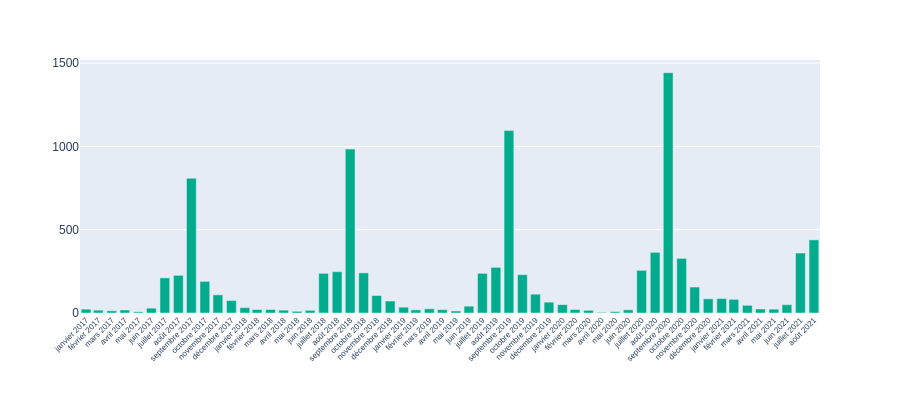 1500
1000
500
0
janvier 2017
février 2017
mars 2017
avril 2017
mai 2017
juin 2017
juillet 2017
août 2017
septembre 2017
octobre 2017
novembre 2017
décembre 2017
janvier 2018
février 2018
mars 2018
avril 2018
mai 2018
juin 2018
juillet 2018
août 2018
septembre 2018
octobre 2018
novembre 2018
décembre 2018
janvier 2019
février 2019
mars 2019
avril 2019
mai 2019
juin 2019
juillet 2019
août 2019
septembre 2019
octobre 2019
novembre 2019
décembre 2019
janvier 2020
février 2020
mars 2020
avril 2020
mai 2020
juin 2020
juillet 2020
août 2020
septembre 2020
octobre 2020
novembre 2020
décembre 2020
janvier 2021
février 2021
mars 2021
avril 2021
mai 2021
juin 2021
juillet 2021
août 2021